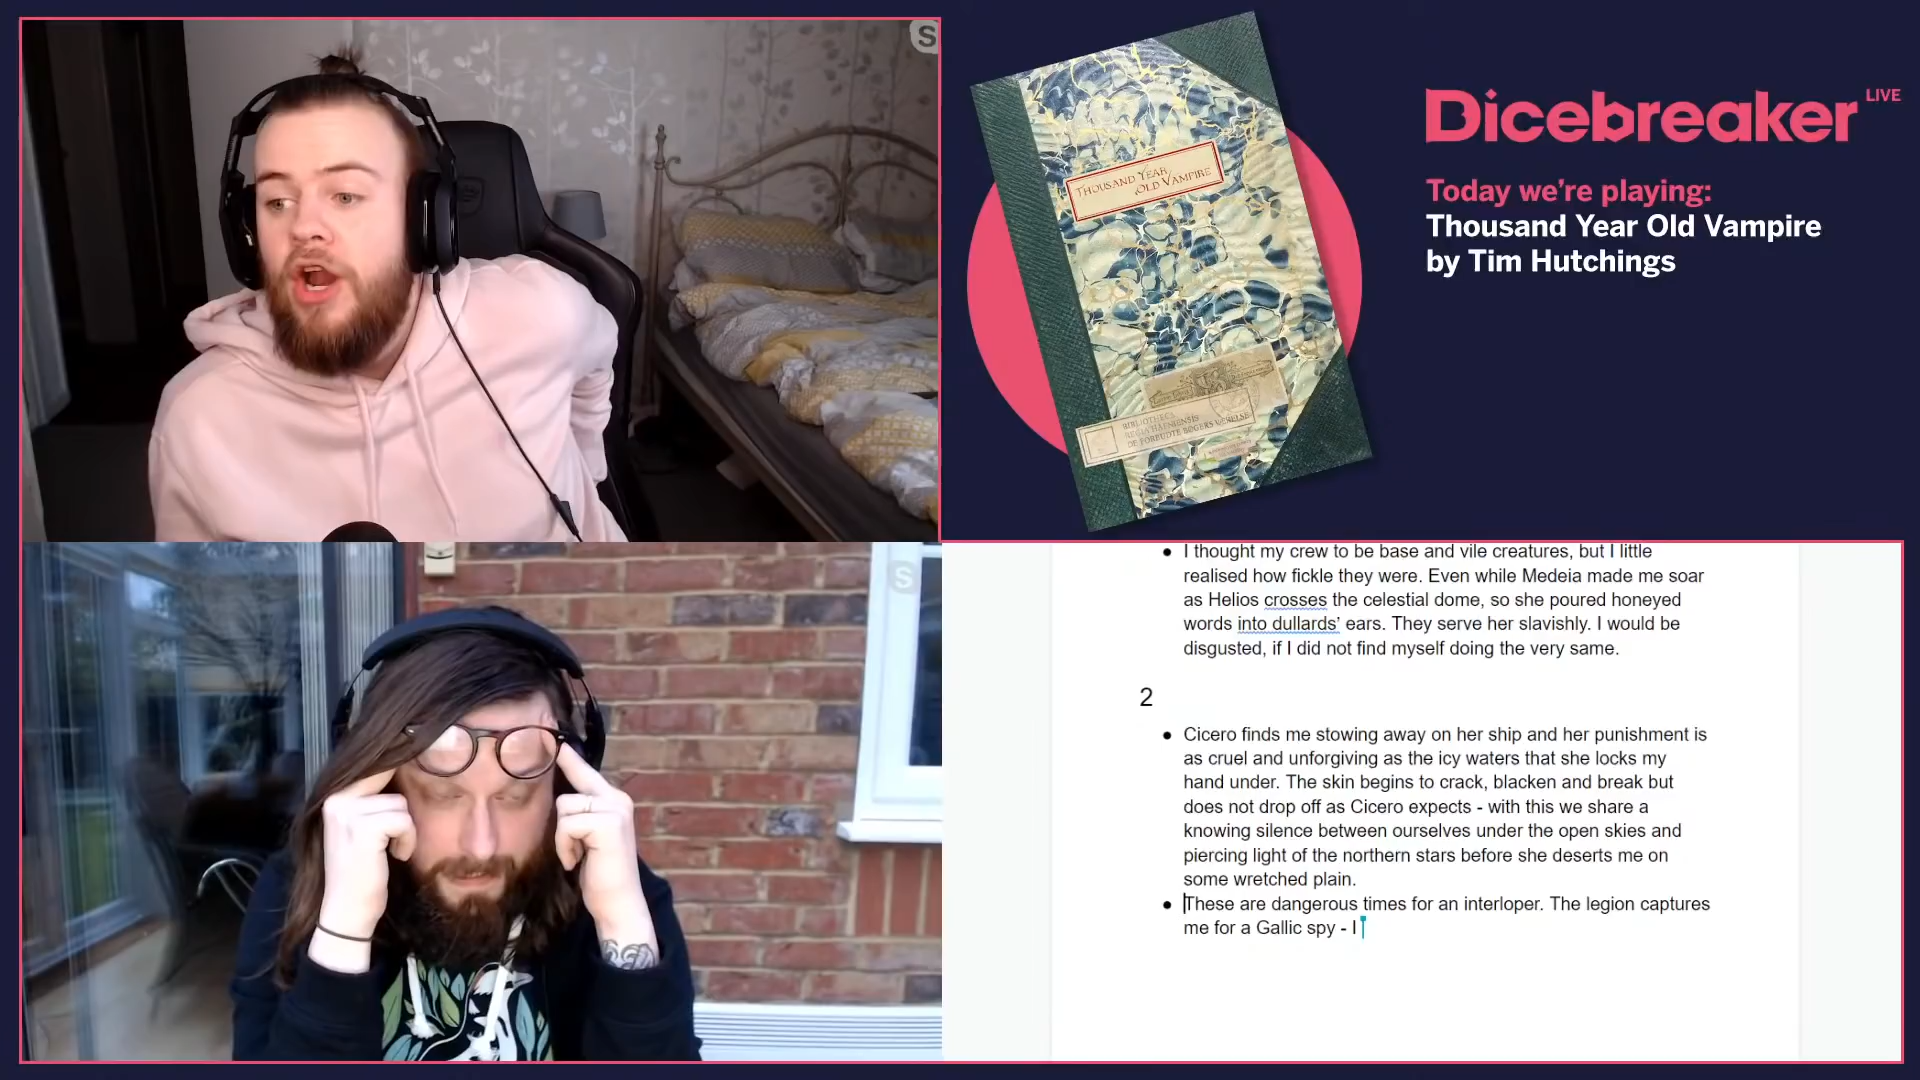 S
Dicebreaker LIVE
Today we're playing:
Thousand Year Old Vampire
by Tim Hutchings
THOUSAND YEAR
OLD VAMPIRE
BIBLIOTHECA
REGIA HAFNIENSIS
DE FORBUDTE BØGERS VÆRELSE
S
● I thought my crew to be base and vile creatures, but I little
realised how fickle they were. Even while Medeia made me soar
as Helios crosses the celestial dome, so she poured honeyed
words into dullards’ ears. They serve her slavishly. I would be
disgusted, if I did not find myself doing the very same.
2
● Cicero finds me stowing away on her ship and her punishment is
as cruel and unforgiving as the icy waters that she locks my
hand under. The skin begins to crack, blacken and break but
does not drop off as Cicero expects - with this we share a
knowing silence between ourselves under the open skies and
piercing light of the northern stars before she deserts me on
some wretched plain.
● These are dangerous times for an interloper. The legion captures
me for a Gallic spy - I